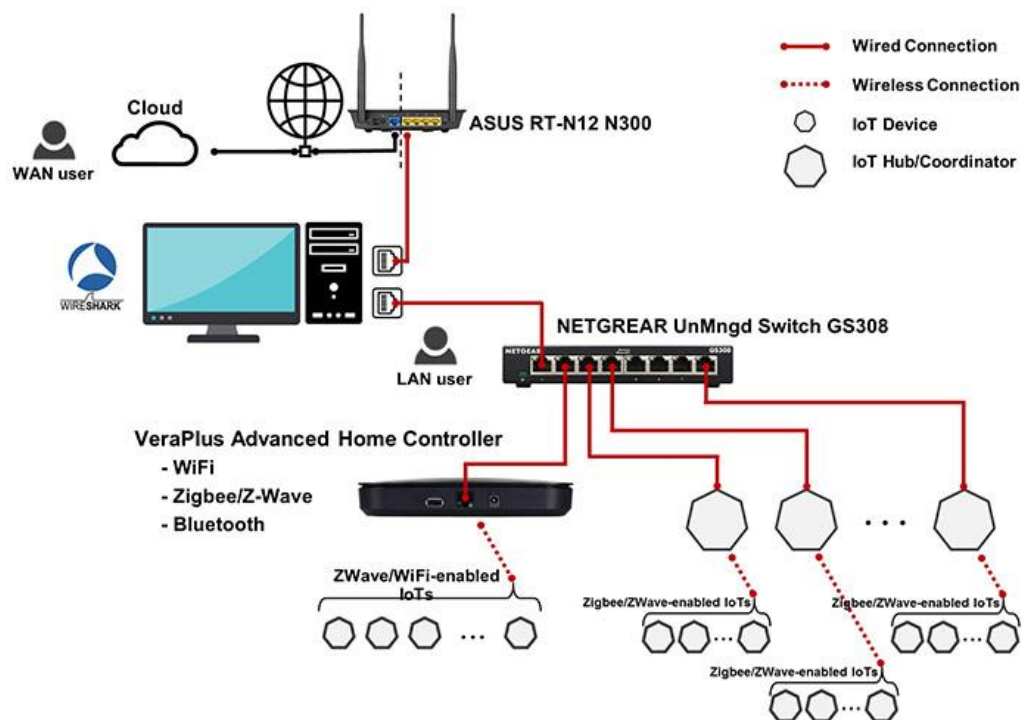 Wired Connection
Wireless Connection
IoT Device
IoT Hub/Coordinator
Cloud
ASUS RT-N12 N300
WAN user
WIRESHARK
NETGREAR UnMngd Switch GS308
NETGEAR
GS308
LAN user
VeraPlus Advanced Home Controller
- WiFi
- Zigbee/Z-Wave
- Bluetooth
ZWave/WiFi-enabled
IoTs
Zigbee/ZWave-enabled IoTs
Zigbee/ZWave-enabled IoTs
Zigbee/ZWave-enabled IoTs